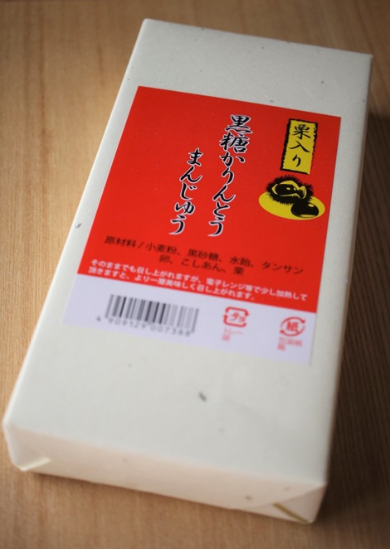 栗入り
黒糖かりんとう
まんじゅう
原材料/小麦粉、黒砂糖、水飴、タンサン
卵、こしあん、栗
そのままでも召し上がれますが、電子レンジ等で少し加熱して
頂きますと、より一層美味しく召し上がれます。
4909529007388
プラ
紙